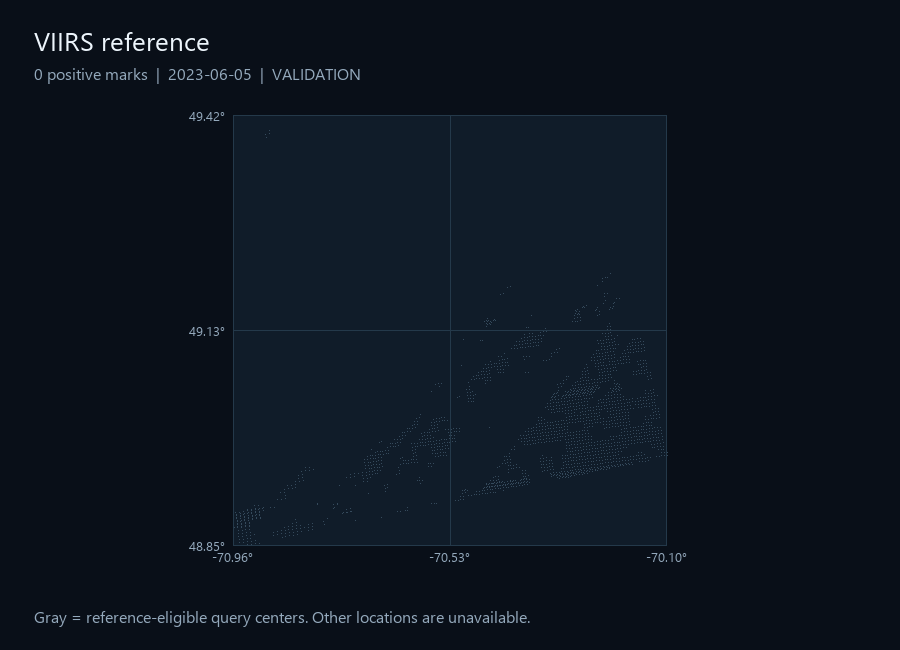 VIIRS reference
0 positive marks  |  2023-06-05  |  VALIDATION
49.42°
49.13°
48.85°
-70.96°
-70.53°
-70.10°
Gray = reference-eligible query centers. Other locations are unavailable.